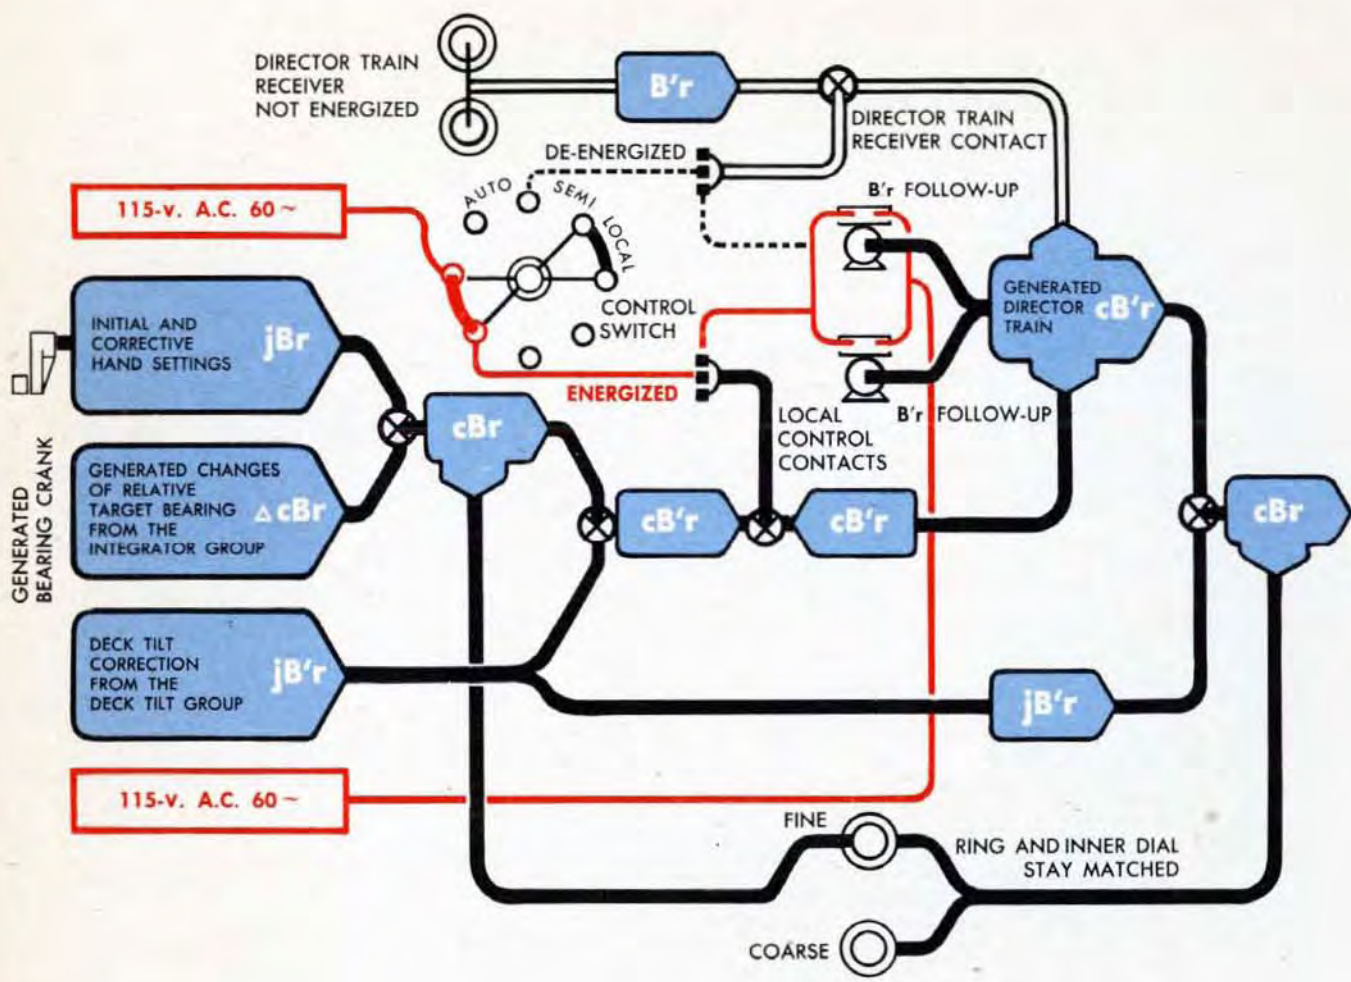 DIRECTOR TRAIN
RECEIVER
NOT ENERGIZED
B'r
DIRECTOR TRAIN
RECEIVER CONTACT
DE-ENERGIZED
AUTO
SEMI
LOCAL
B'r FOLLOW-UP
115-v. A.C. 60 ~
CONTROL
SWITCH
GENERATED
DIRECTOR
TRAIN
cB'r
INITIAL AND
CORRECTIVE
HAND SETTINGS
jBr
ENERGIZED
B'r FOLLOW-UP
LOCAL
CONTROL
CONTACTS
cBr
GENERATED
BEARING CRANK
GENERATED CHANGES
OF RELATIVE
TARGET BEARING
FROM THE
INTEGRATOR GROUP
Δ cBr
cB'r
cB'r
cBr
DECK TILT
CORRECTION
FROM THE
DECK TILT GROUP
jB'r
jB'r
115-v. A.C. 60 ~
FINE
RING AND INNER DIAL
STAY MATCHED
COARSE